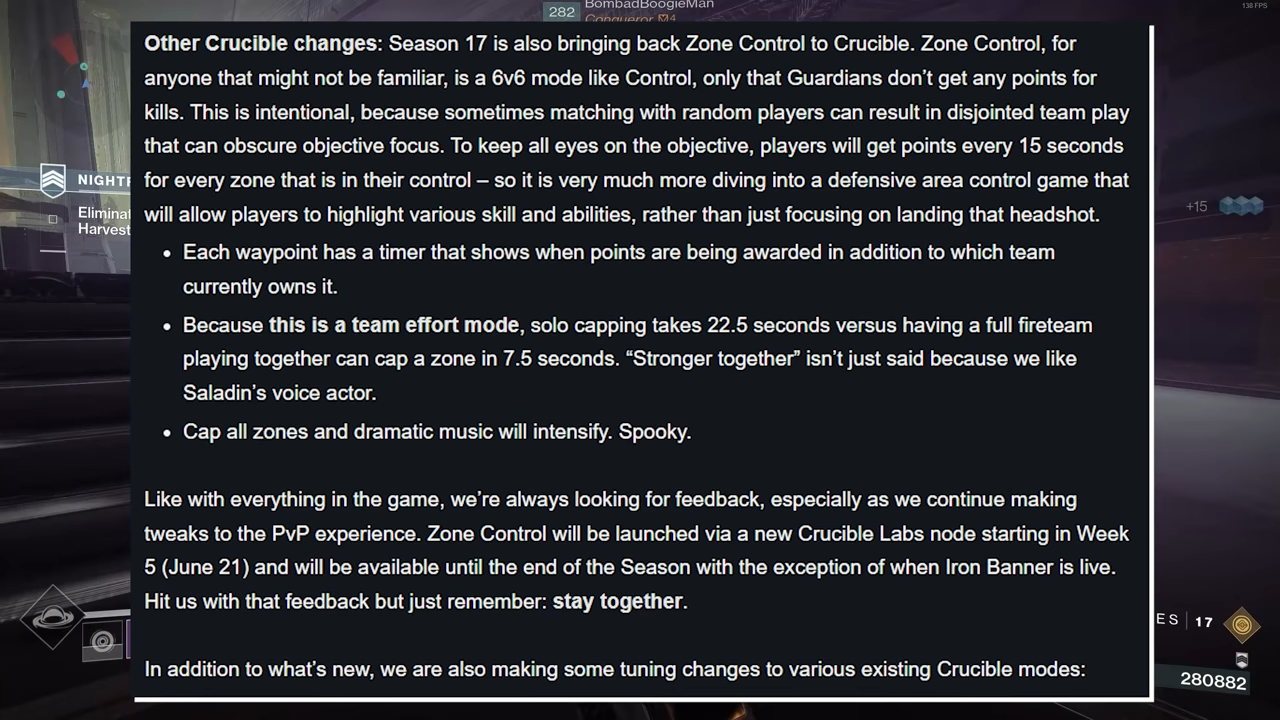 282
BombadBoogieMan
Conqueror 4
138 FPS
Other Crucible changes: Season 17 is also bringing back Zone Control to Crucible. Zone Control, for
anyone that might not be familiar, is a 6v6 mode like Control, only that Guardians don’t get any points for
kills. This is intentional, because sometimes matching with random players can result in disjointed team play
that can obscure objective focus. To keep all eyes on the objective, players will get points every 15 seconds
for every zone that is in their control – so it is very much more diving into a defensive area control game that
will allow players to highlight various skill and abilities, rather than just focusing on landing that headshot.
• Each waypoint has a timer that shows when points are being awarded in addition to which team
currently owns it.
• Because this is a team effort mode, solo capping takes 22.5 seconds versus having a full fireteam
playing together can cap a zone in 7.5 seconds. “Stronger together” isn’t just said because we like
Saladin’s voice actor.
• Cap all zones and dramatic music will intensify. Spooky.
Like with everything in the game, we’re always looking for feedback, especially as we continue making
tweaks to the PvP experience. Zone Control will be launched via a new Crucible Labs node starting in Week
5 (June 21) and will be available until the end of the Season with the exception of when Iron Banner is live.
Hit us with that feedback but just remember: stay together.
In addition to what’s new, we are also making some tuning changes to various existing Crucible modes:
NIGHTF
Elimina
Harvest
+15
ES | 17
280882